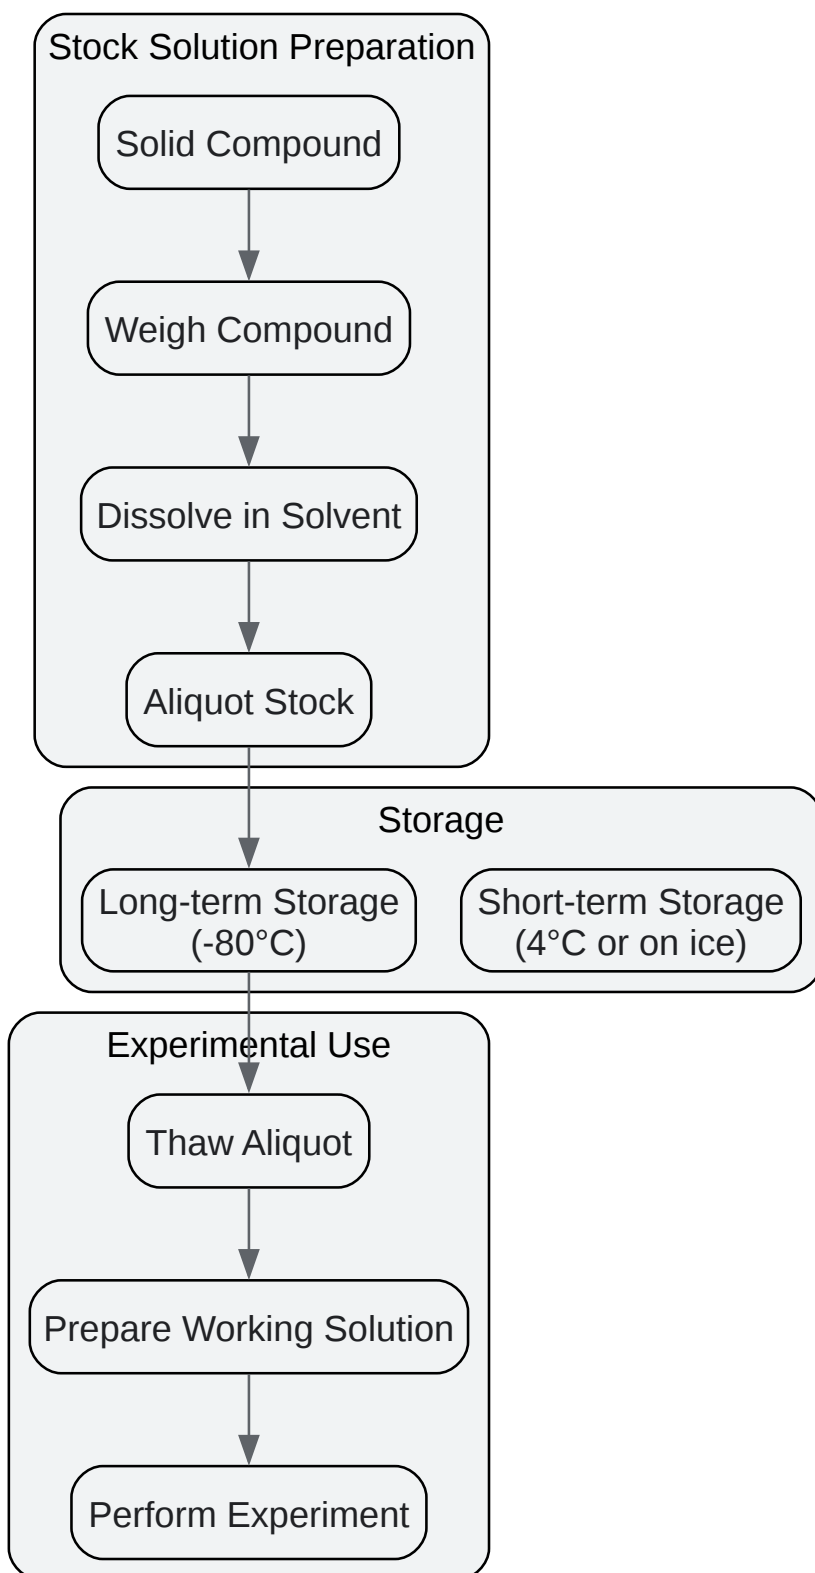 Stock Solution Preparation
Solid Compound
Weigh Compound
Dissolve in Solvent
Aliquot Stock
Storage
Long-term Storage
(-80°C)
Short-term Storage
(4°C or on ice)
Experimental Use
Thaw Aliquot
Prepare Working Solution
Perform Experiment